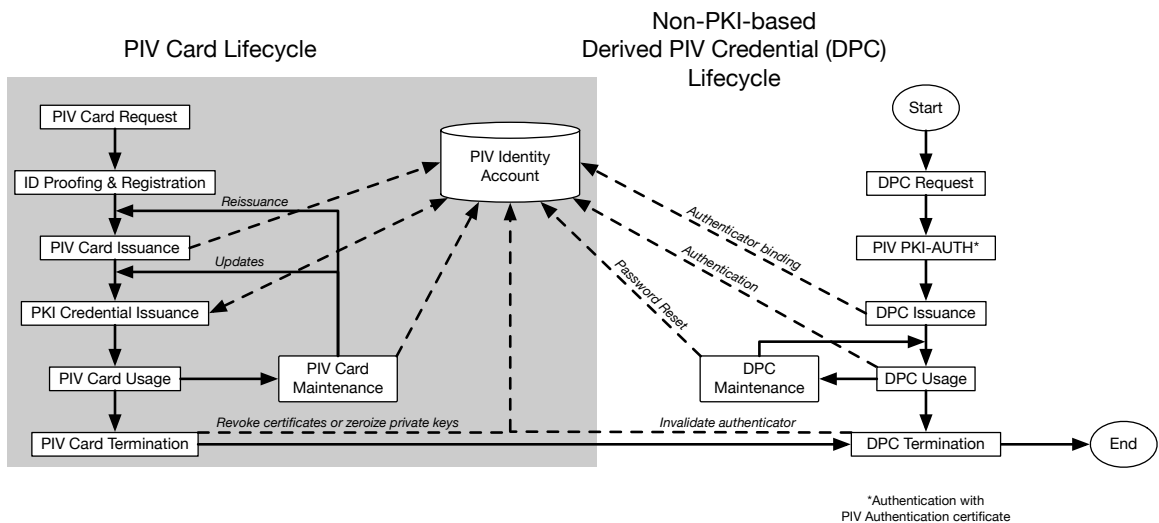 PIV Card Lifecycle
Non-PKI-based
Derived PIV Credential (DPC)
Lifecycle
PIV Card Request
ID Proofing & Registration
Reissuance
PIV Card Issuance
Updates
PKI Credential Issuance
PIV Card Usage
PIV Card
Maintenance
Revoke certificates or zeroize private keys
PIV Card Termination
PIV Identity
Account
Start
DPC Request
Authenticator binding
PIV PKI-AUTH*
Authentication
Password Reset
DPC Issuance
DPC
Maintenance
DPC Usage
Invalidate authenticator
DPC Termination
End
*Authentication with
PIV Authentication certificate